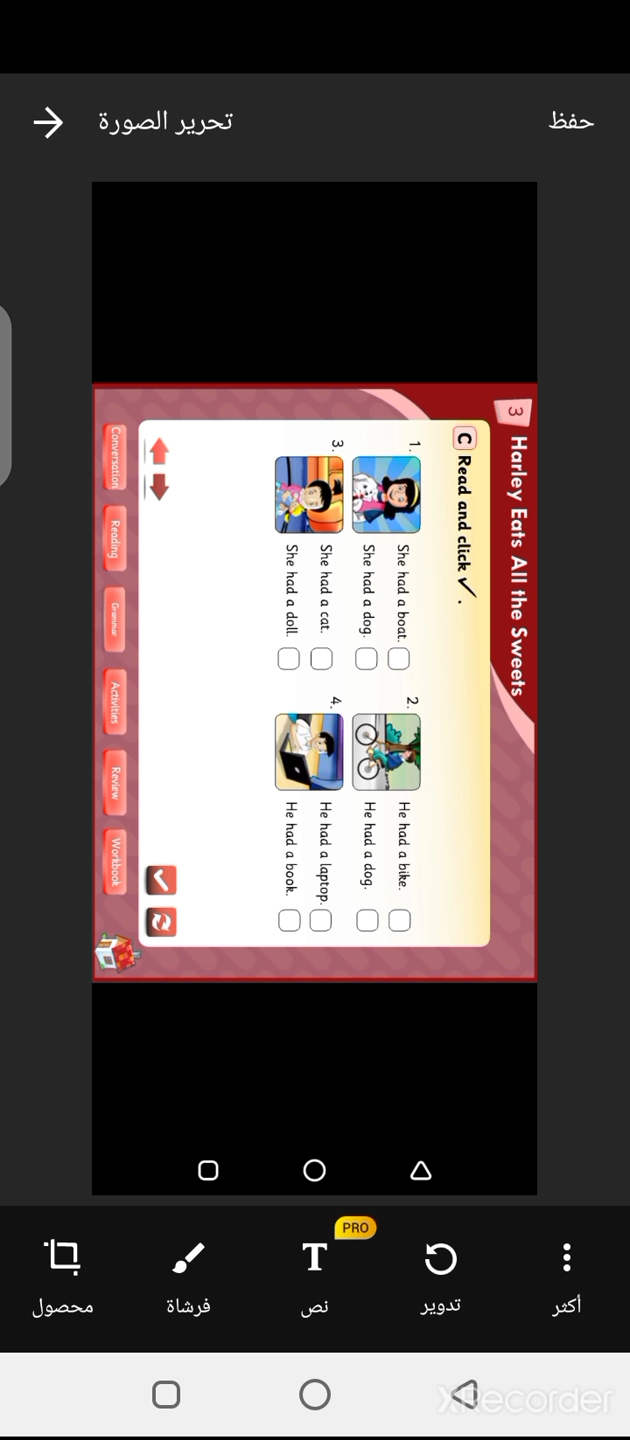 تحرير الصورة
حفظ
3 Harley Eats All the Sweets
C Read and click ✓.
1.
She had a boat.
She had a dog.
2.
He had a bike.
He had a dog.
3.
She had a cat.
She had a doll.
4.
He had a laptop.
He had a book.
Conversation
Reading
Grammar
Activities
Review
Workbook
PRO
T
محصول
فرشاة
نص
تدوير
أكثر
XRecorder